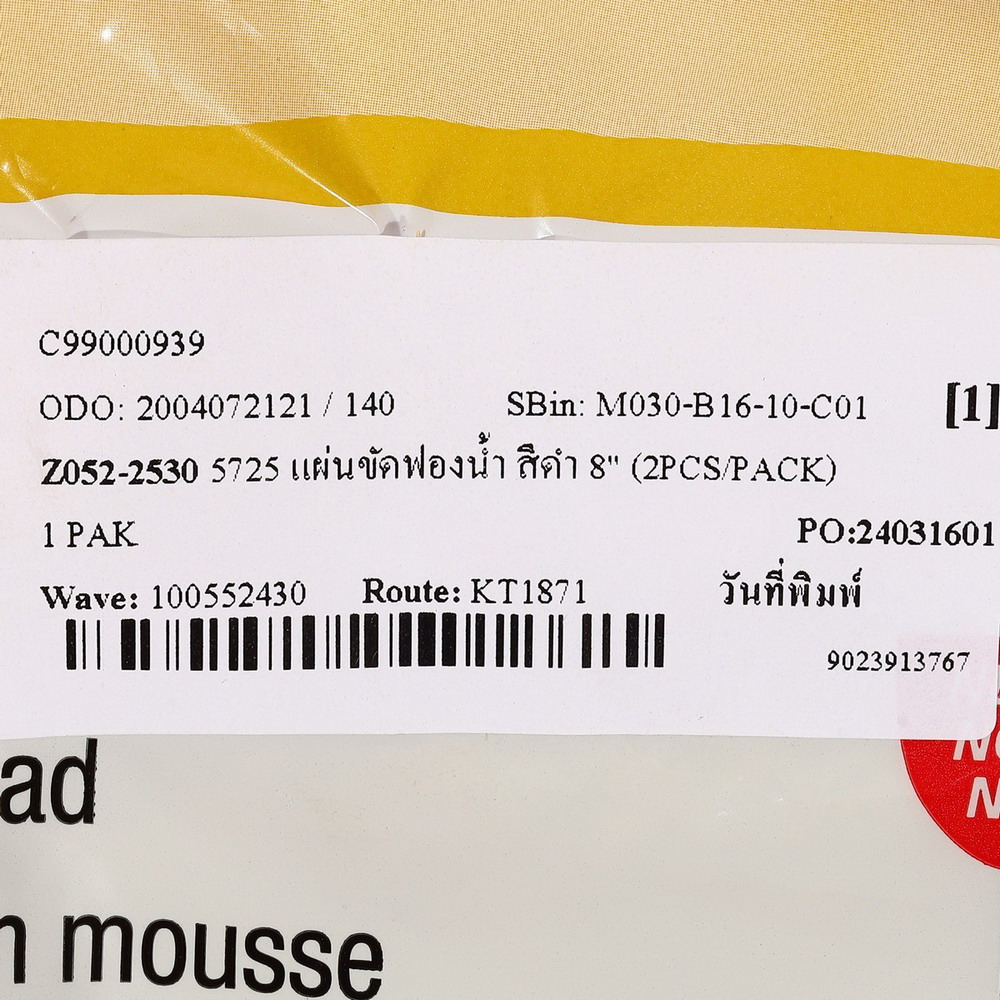 C99000939
ODO: 2004072121 / 140 SBin: M030-B16-10-C01 [1]
Z052-2530 5725 แผ่นขัดฟองน้ำ สีดำ 8" (2PCS/PACK)
1 PAK PO:24031601
Wave: 100552430 Route: KT1871 วันที่พิมพ์
9023913767
mousse